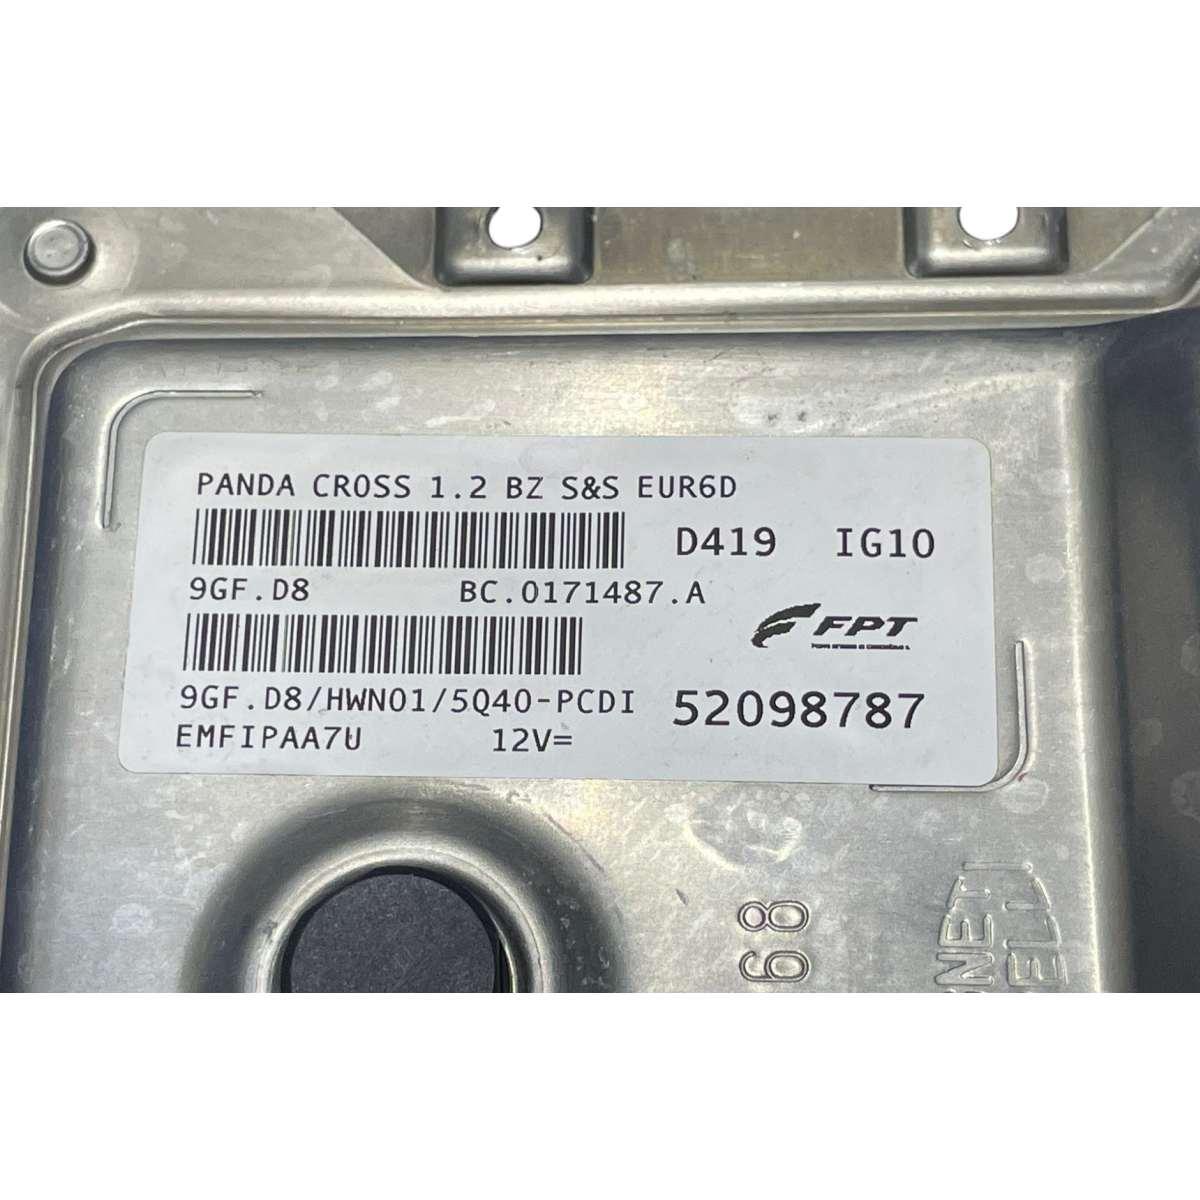 PANDA CROSS 1.2 BZ S&S EUR6D
D419 IG10
9GF.D8 BC.0171487.A
FPT
9GF.D8/HWN01/5Q40-PCDI 52098787
EMFIPAA7U 12V=
68